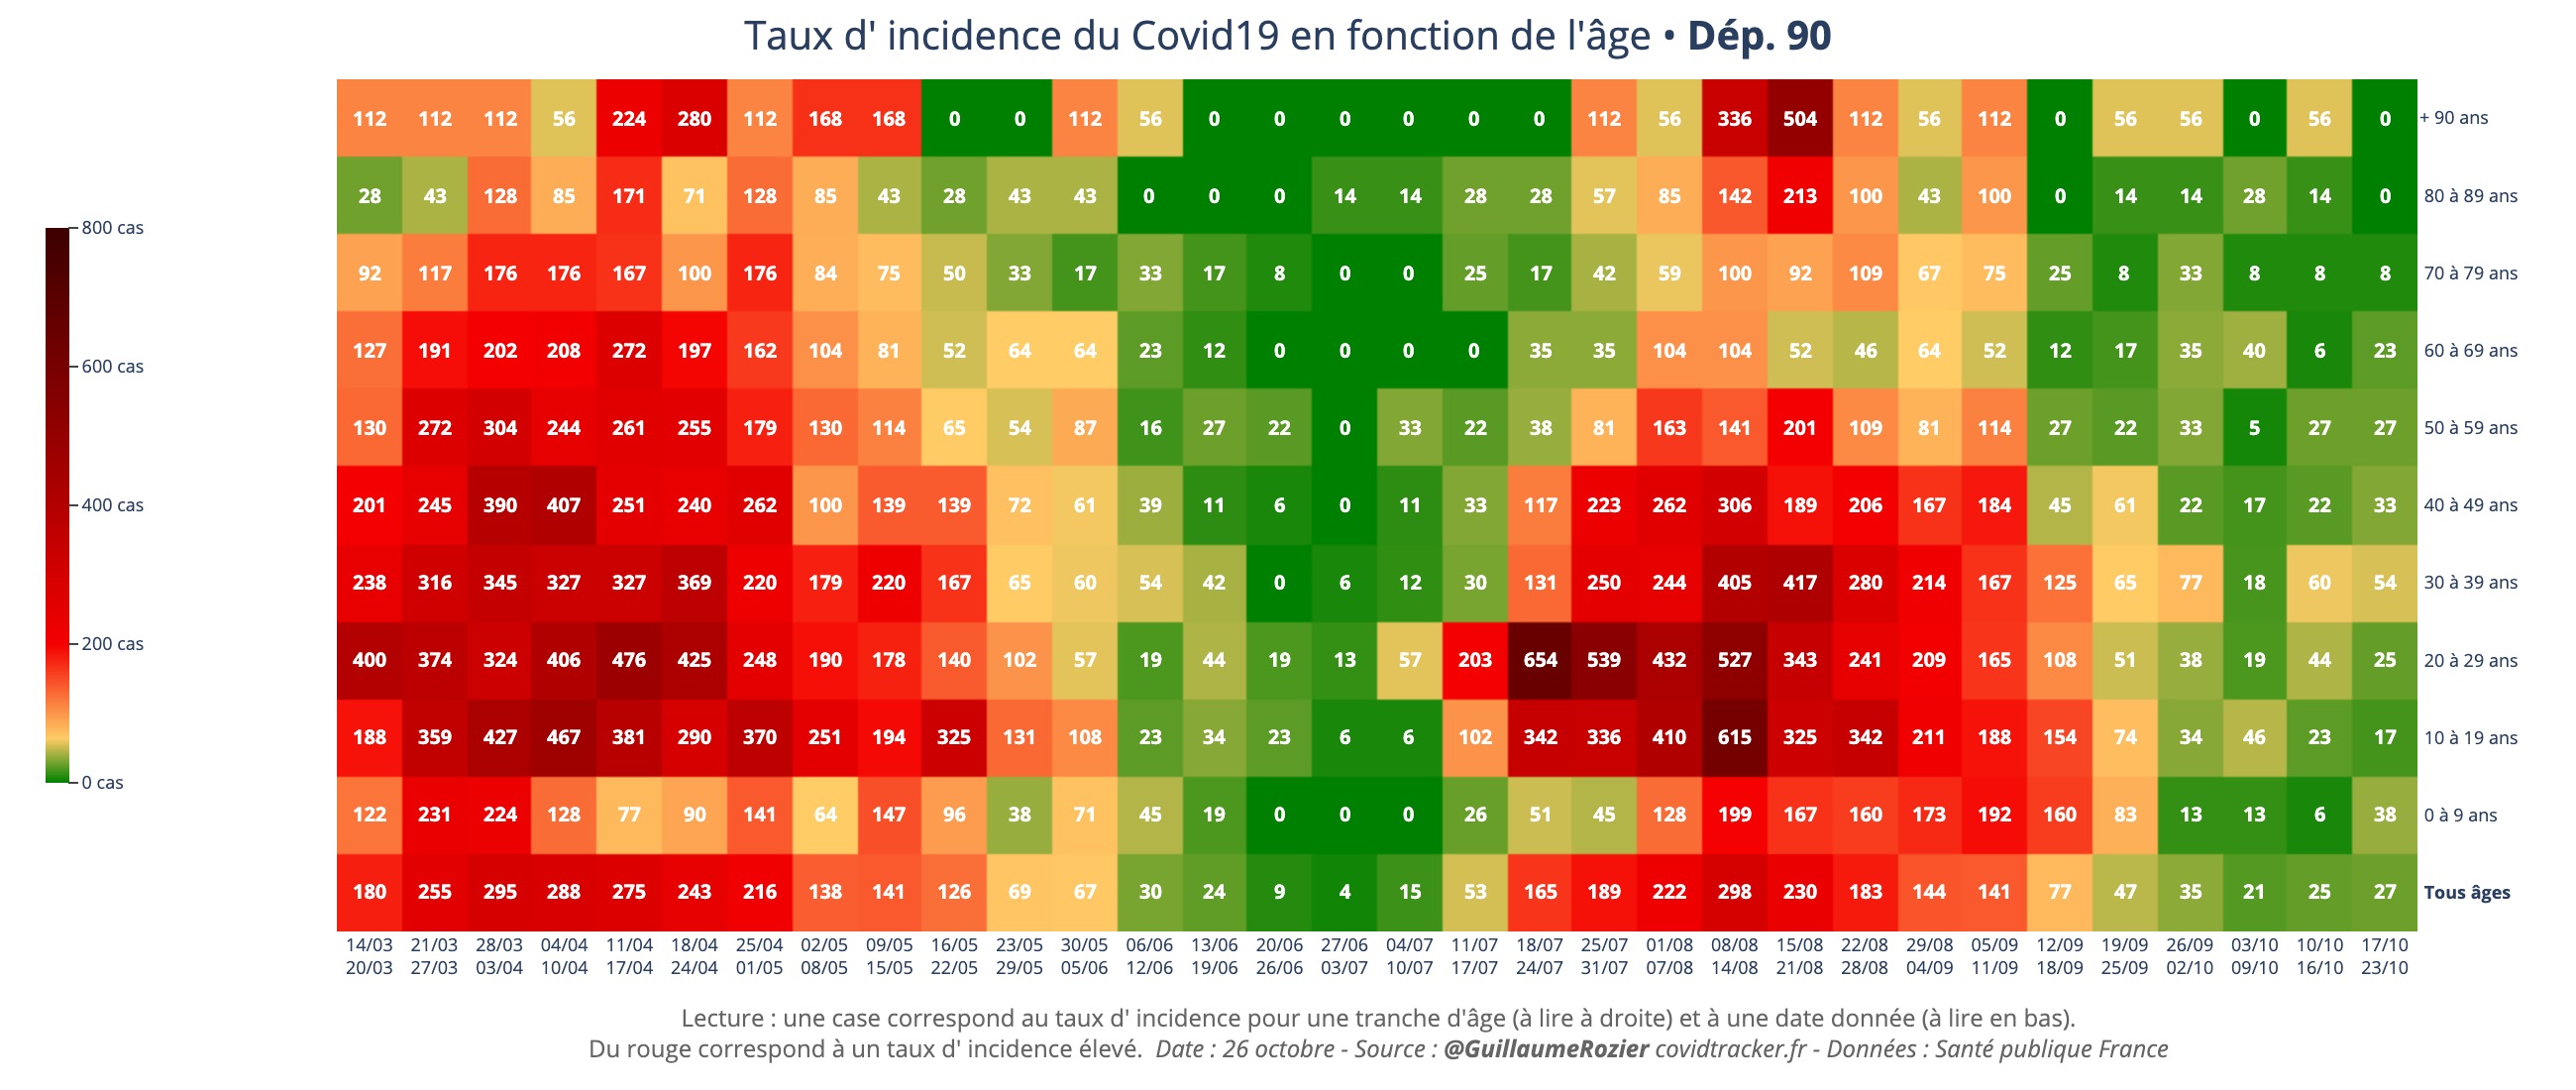 Taux d' incidence du Covid19 en fonction de l'âge • Dép. 90
800 cas
600 cas
400 cas
200 cas
0 cas
112 112 112 56 224 280 112 168 168 0 0 112 56 0 0 0 0 0 0 112 56 336 504 112 56 112 0 56 56 0 56 0 + 90 ans
28 43 128 85 171 71 128 85 43 28 43 43 0 0 0 14 14 28 28 57 85 142 213 100 43 100 0 14 14 28 14 0 80 à 89 ans
92 117 176 176 167 100 176 84 75 50 33 17 33 17 8 0 0 25 17 42 59 100 92 109 67 75 25 8 33 8 8 8 70 à 79 ans
127 191 202 208 272 197 162 104 81 52 64 64 23 12 0 0 0 0 35 35 104 104 52 46 64 52 12 17 35 40 6 23 60 à 69 ans
130 272 304 244 261 255 179 130 114 65 54 87 16 27 22 0 33 22 38 81 163 141 201 109 81 114 27 22 33 5 27 27 50 à 59 ans
201 245 390 407 251 240 262 100 139 139 72 61 39 11 6 0 11 33 117 223 262 306 189 206 167 184 45 61 22 17 22 33 40 à 49 ans
238 316 345 327 327 369 220 179 220 167 65 60 54 42 0 6 12 30 131 250 244 405 417 280 214 167 125 65 77 18 60 54 30 à 39 ans
400 374 324 406 476 425 248 190 178 140 102 57 19 44 19 13 57 203 654 539 432 527 343 241 209 165 108 51 38 19 44 25 20 à 29 ans
188 359 427 467 381 290 370 251 194 325 131 108 23 34 23 6 6 102 342 336 410 615 325 342 211 188 154 74 34 46 23 17 10 à 19 ans
122 231 224 128 77 90 141 64 147 96 38 71 45 19 0 0 0 26 51 45 128 199 167 160 173 192 160 83 13 13 6 38 0 à 9 ans
180 255 295 288 275 243 216 138 141 126 69 67 30 24 9 4 15 53 165 189 222 298 230 183 144 141 77 47 35 21 25 27 Tous âges
14/03 21/03 28/03 04/04 11/04 18/04 25/04 02/05 09/05 16/05 23/05 30/05 06/06 13/06 20/06 27/06 04/07 11/07 18/07 25/07 01/08 08/08 15/08 22/08 29/08 05/09 12/09 19/09 26/09 03/10 10/10 17/10
20/03 27/03 03/04 10/04 17/04 24/04 01/05 08/05 15/05 22/05 29/05 05/06 12/06 19/06 26/06 03/07 10/07 17/07 24/07 31/07 07/08 14/08 21/08 28/08 04/09 11/09 18/09 25/09 02/10 09/10 16/10 23/10
Lecture : une case correspond au taux d' incidence pour une tranche d'âge (à lire à droite) et à une date donnée (à lire en bas).
Du rouge correspond à un taux d' incidence élevé. Date : 26 octobre - Source : @GuillaumeRozier covidtracker.fr - Données : Santé publique France